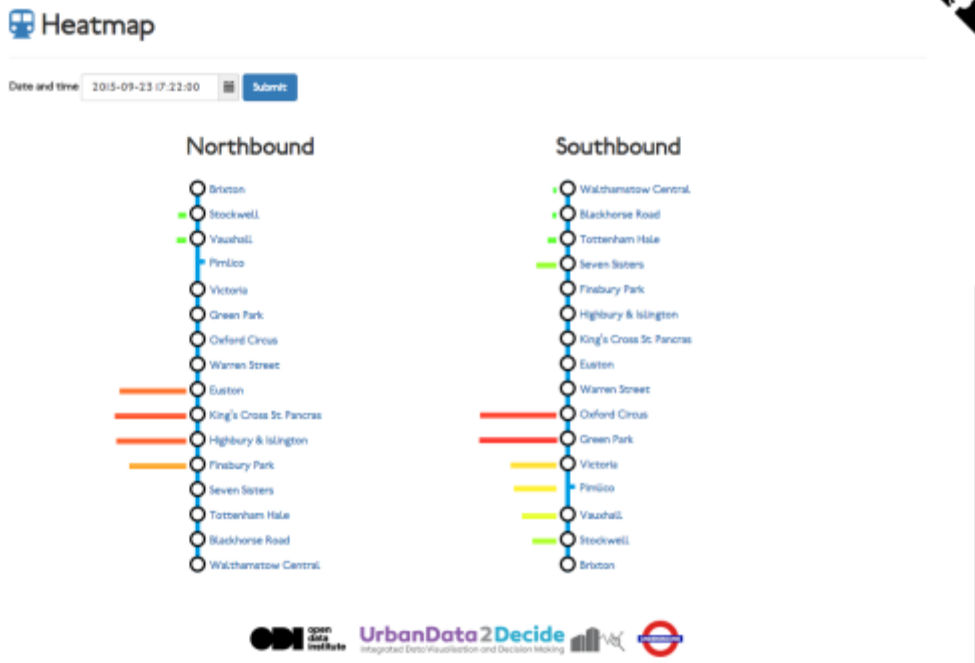 Heatmap
Date and time 2015-09-23 17:22:00 Submit
Northbound
Brixton
Stockwell
Vauxhall
Pimlico
Victoria
Green Park
Oxford Circus
Warren Street
Euston
King's Cross St. Pancras
Highbury & Islington
Finsbury Park
Seven Sisters
Tottenham Hale
Blackhorse Road
Walthamstow Central
Southbound
Walthamstow Central
Blackhorse Road
Tottenham Hale
Seven Sisters
Finsbury Park
Highbury & Islington
King's Cross St. Pancras
Euston
Warren Street
Oxford Circus
Green Park
Victoria
Pimlico
Vauxhall
Stockwell
Brixton
ODI open
data
institute
UrbanData2Decide
Integrated Data Visualisation and Decision Making
UNDERGROUND